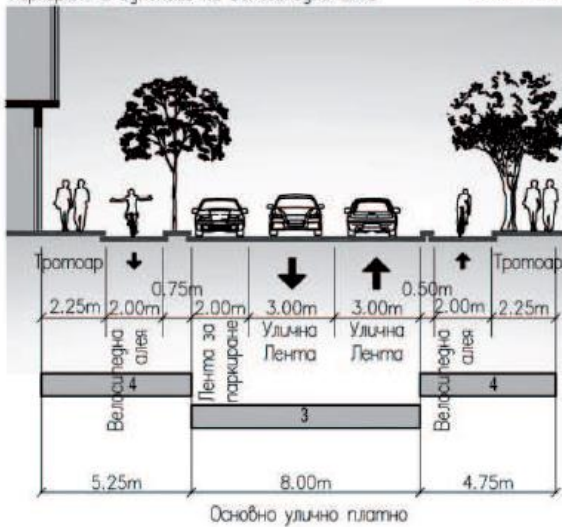 Тротоар
Тротоар
0.75m
0.50m
2.25m
2.00m
2.00m
3.00m
3.00m
2.00m
2.25m
Велосипедна алея
Лента за паркиране
Улична Лента
Улична Лента
Велосипедна алея
4
4
3
5.25m
8.00m
4.75m
Основно улично платно